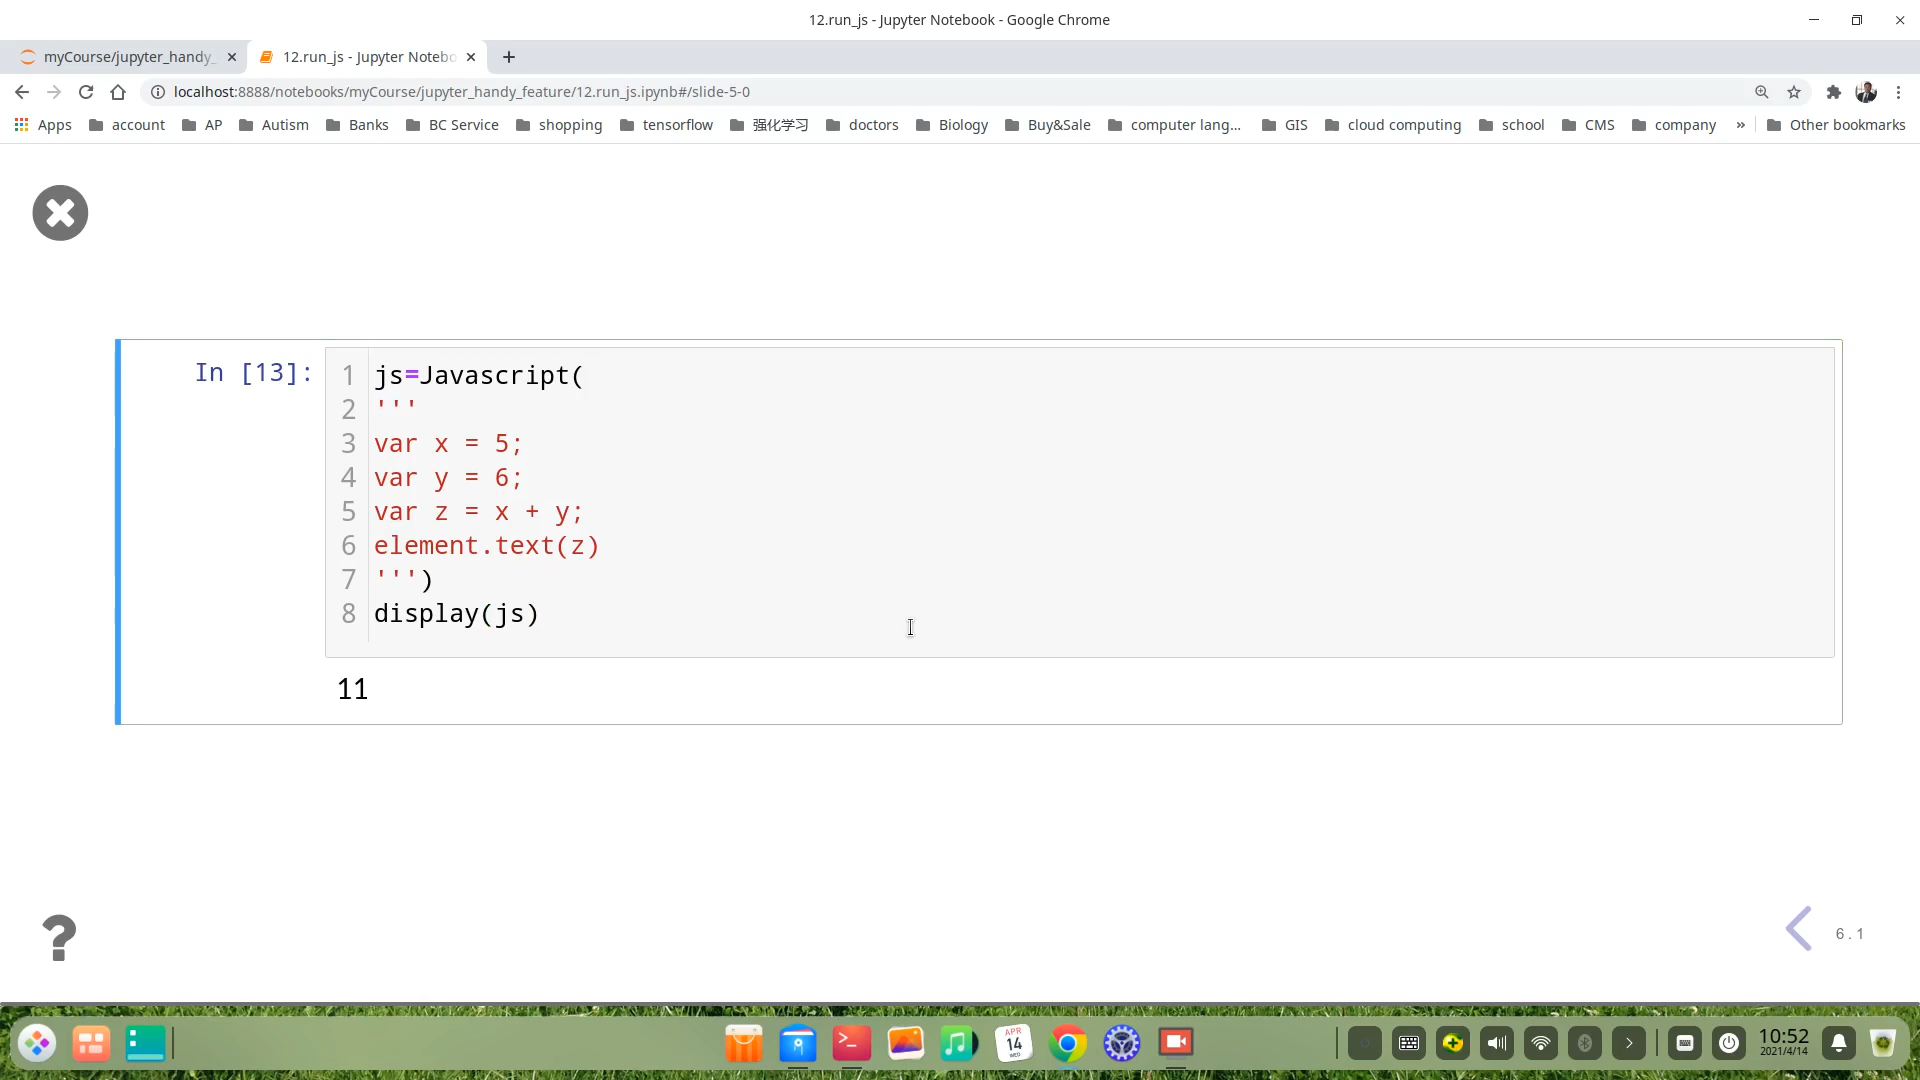 12.run_js - Jupyter Notebook - Google Chrome
myCourse/jupyter_handy_
12.run_js - Jupyter Notebo
localhost:8888/notebooks/myCourse/jupyter_handy_feature/12.run_js.ipynb#/slide-5-0
Apps account AP Autism Banks BC Service shopping tensorflow 强化学习 doctors Biology Buy&Sale computer lang... GIS cloud computing school CMS company » Other bookmarks
In [13]:
1 js=Javascript(
2 '''
3 var x = 5;
4 var y = 6;
5 var z = x + y;
6 element.text(z)
7 ''')
8 display(js)
11
?
6.1
APR
14
WED
10:52
2021/4/14